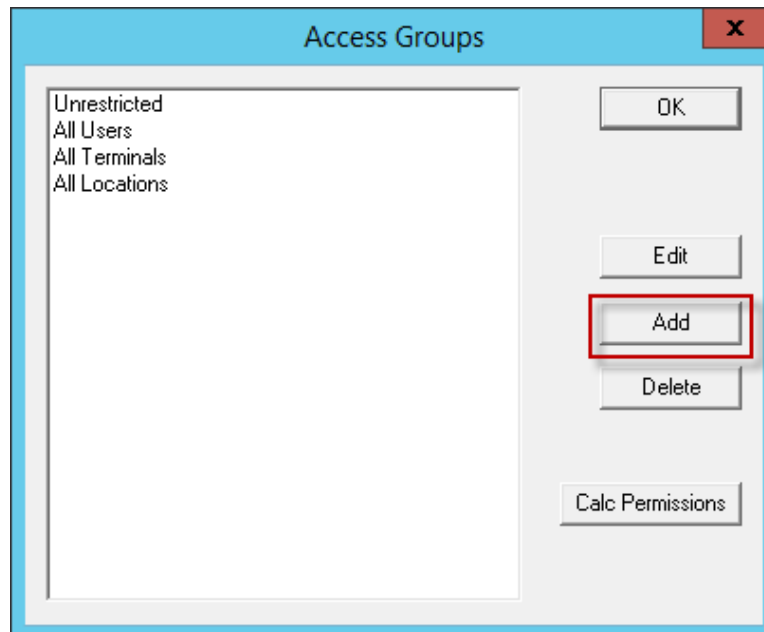 Access Groups
x
Unrestricted
All Users
All Terminals
All Locations
OK
Edit
Add
Delete
Calc Permissions